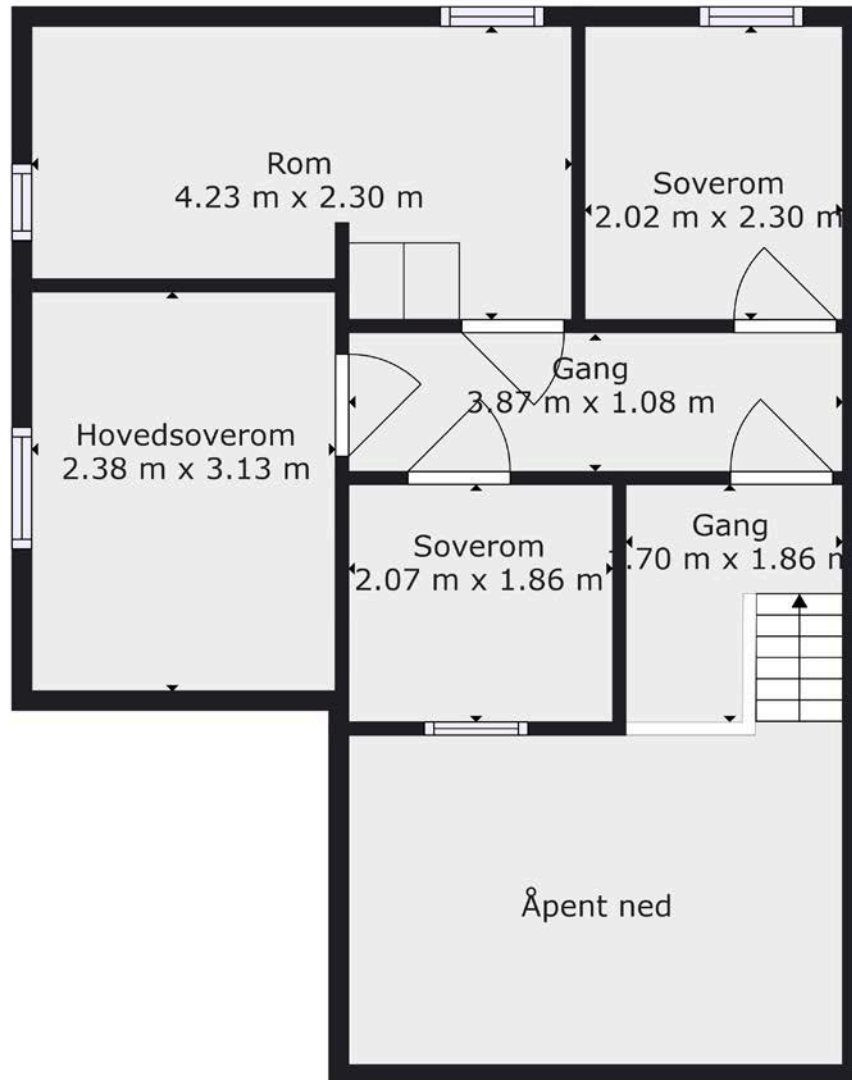 Rom
4.23 m x 2.30 m
Soverom
2.02 m x 2.30 m
Gang
3.87 m x 1.08 m
Hovedsoverom
2.38 m x 3.13 m
Soverom
2.07 m x 1.86 m
Gang
.70 m x 1.86 m
Åpent ned